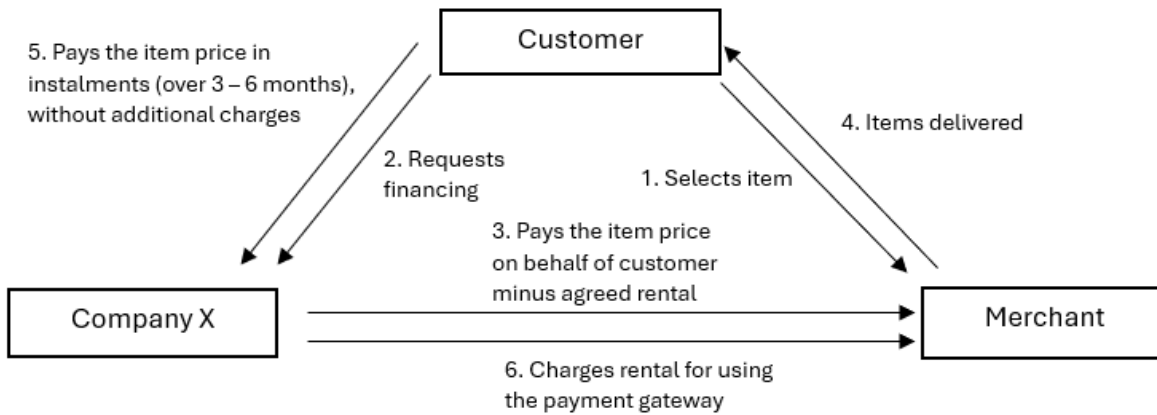 Customer
5. Pays the item price in
instalments (over 3 – 6 months),
without additional charges
4. Items delivered
2. Requests
financing
1. Selects item
3. Pays the item price
on behalf of customer
minus agreed rental
Company X
Merchant
6. Charges rental for using
the payment gateway